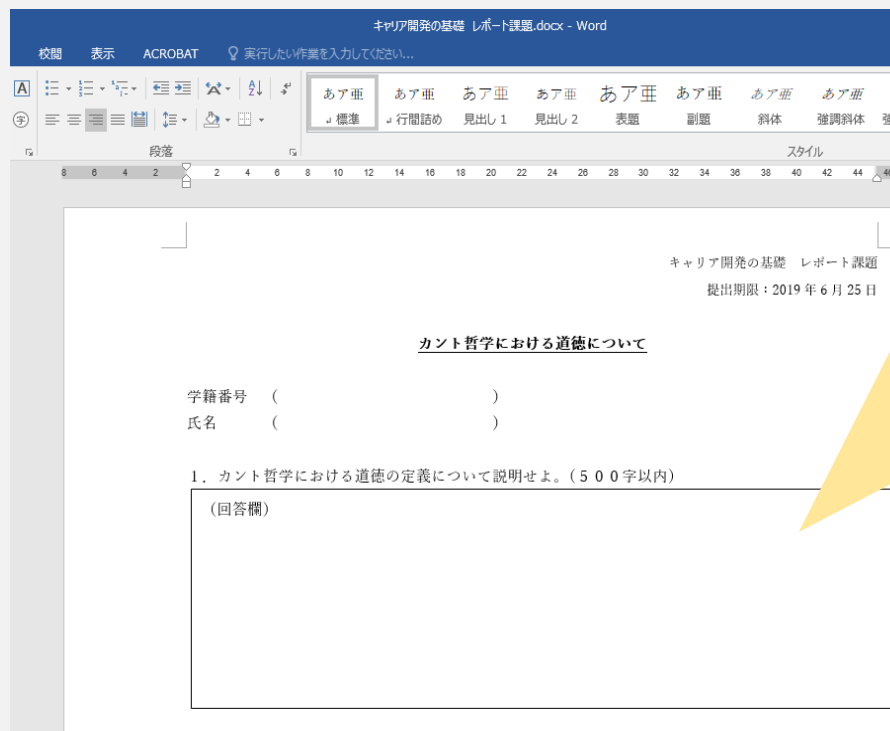 キャリア開発の基礎 レポート課題.docx - Word
校閲 表示 ACROBAT 実行したい作業を入力してください...
あア亜 あア亜 あア亜 あア亜 あア亜 あア亜 あア亜 あア亜
標準 行間詰め 見出し 1 見出し 2 表題 副題 斜体 強調斜体
段落 スタイル
8 6 4 2 2 4 6 8 10 12 14 16 18 20 22 24 26 28 30 32 34 36 38 40 42 44 46
キャリア開発の基礎 レポート課題
提出期限：2019 年 6 月 25 日
カント哲学における道徳について
学籍番号 （ ）
氏名 （ ）
1．カント哲学における道徳の定義について説明せよ。（５００字以内）
（回答欄）